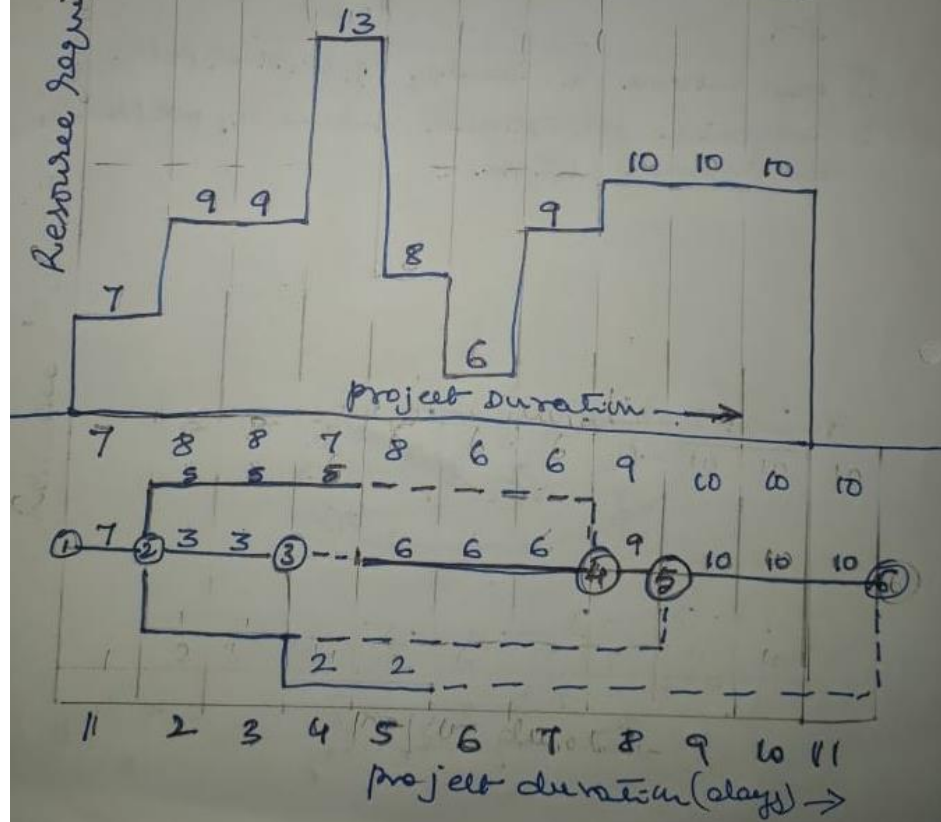 13
Resource requi
10 10 10
9 9
9
8
7
6
project Duration
7 8 8 7 8 6 6 9 10 10 10
5 5 5
1 7 2 3 3 3 6 6 6 4 9 5 10 10 10 6
2 2
1 2 3 4 5 6 7 8 9 10 11
project duration (days)